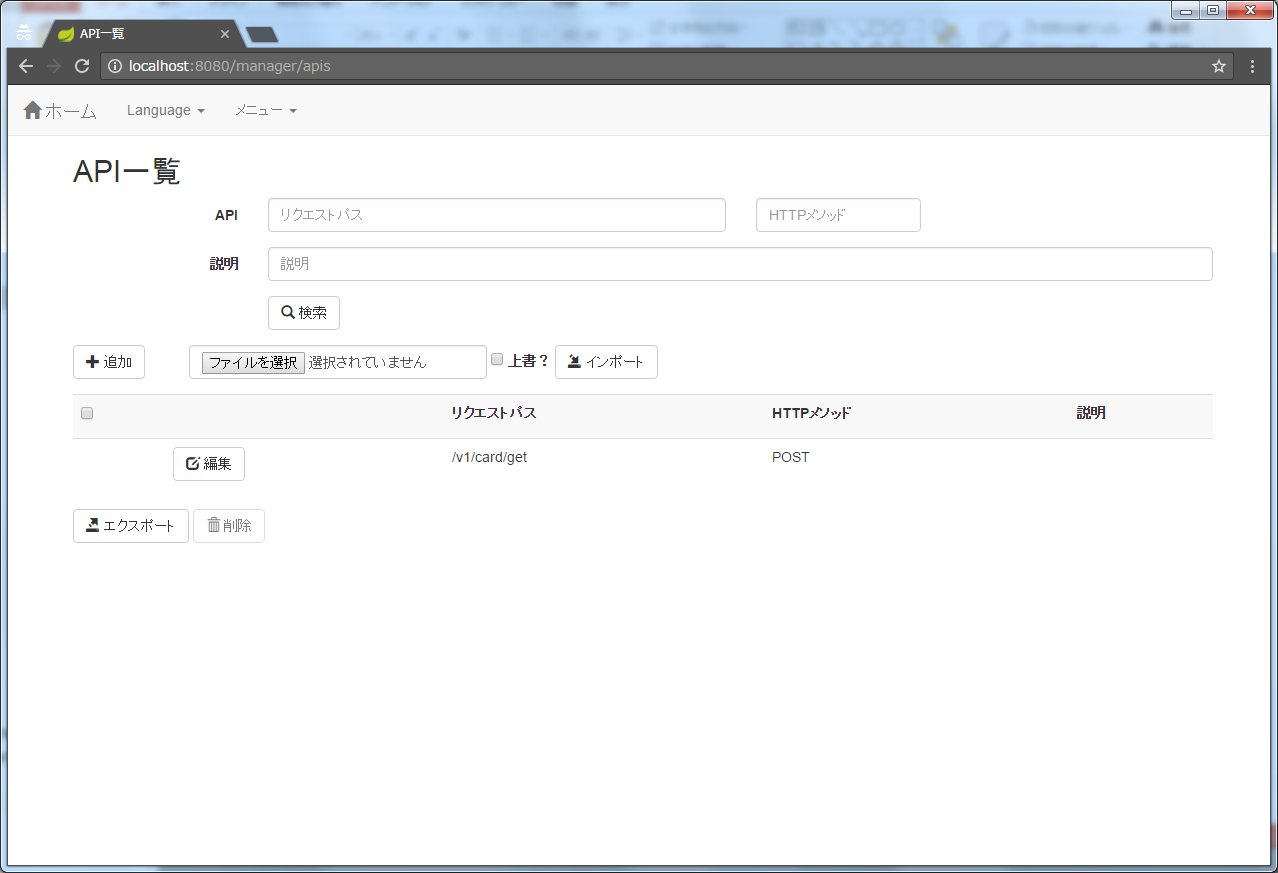 API一覧
localhost:8080/manager/apis
ホーム Language メニュー
API一覧
API リクエストパス HTTPメソッド
説明 説明
検索
追加 ファイルを選択 選択されていません 上書？ インポート
リクエストパス HTTPメソッド 説明
編集 /v1/card/get POST
エクスポート 削除